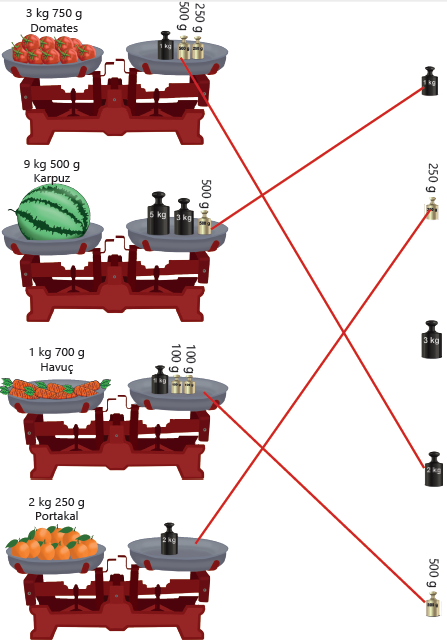 3 kg 750 g
Domates
500 g
250 g
1 kg
1 kg
9 kg 500 g
Karpuz
5 kg
3 kg
500 g
250 g
3 kg
1 kg 700 g
Havuç
1 kg
100 g
100 g
2 kg
2 kg 250 g
Portakal
2 kg
500 g